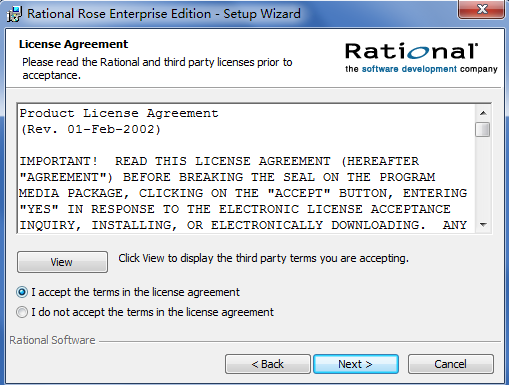 Rational Rose Enterprise Edition - Setup Wizard
License Agreement
Please read the Rational and third party licenses prior to
acceptance.
Rational
the software development company
Product License Agreement
(Rev. 01-Feb-2002)
IMPORTANT!  READ THIS LICENSE AGREEMENT (HEREAFTER
"AGREEMENT") BEFORE BREAKING THE SEAL ON THE PROGRAM
MEDIA PACKAGE, CLICKING ON THE "ACCEPT" BUTTON, ENTERING
"YES" IN RESPONSE TO THE ELECTRONIC LICENSE ACCEPTANCE
INQUIRY, INSTALLING, OR ELECTRONICALLY DOWNLOADING.  ANY
View
Click View to display the third party terms you are accepting.
I accept the terms in the license agreement
I do not accept the terms in the license agreement
Rational Software
< Back
Next >
Cancel